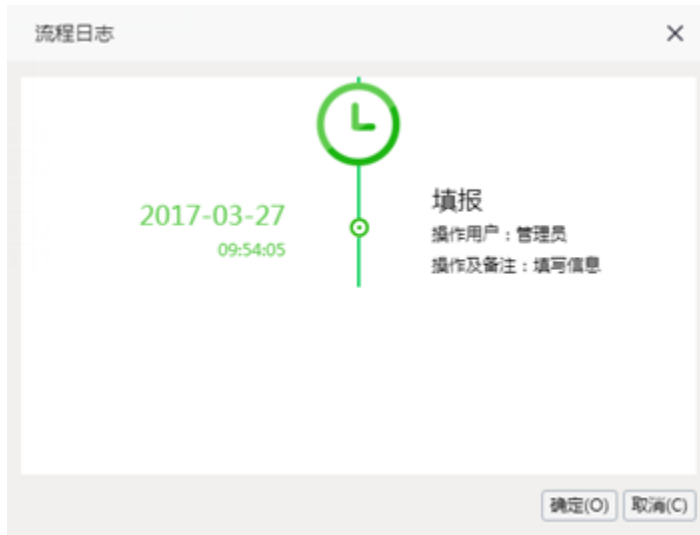 流程日志
2017-03-27
09:54:05
填报
操作用户：管理员
操作及备注：填写信息
确定(O) 取消(C)